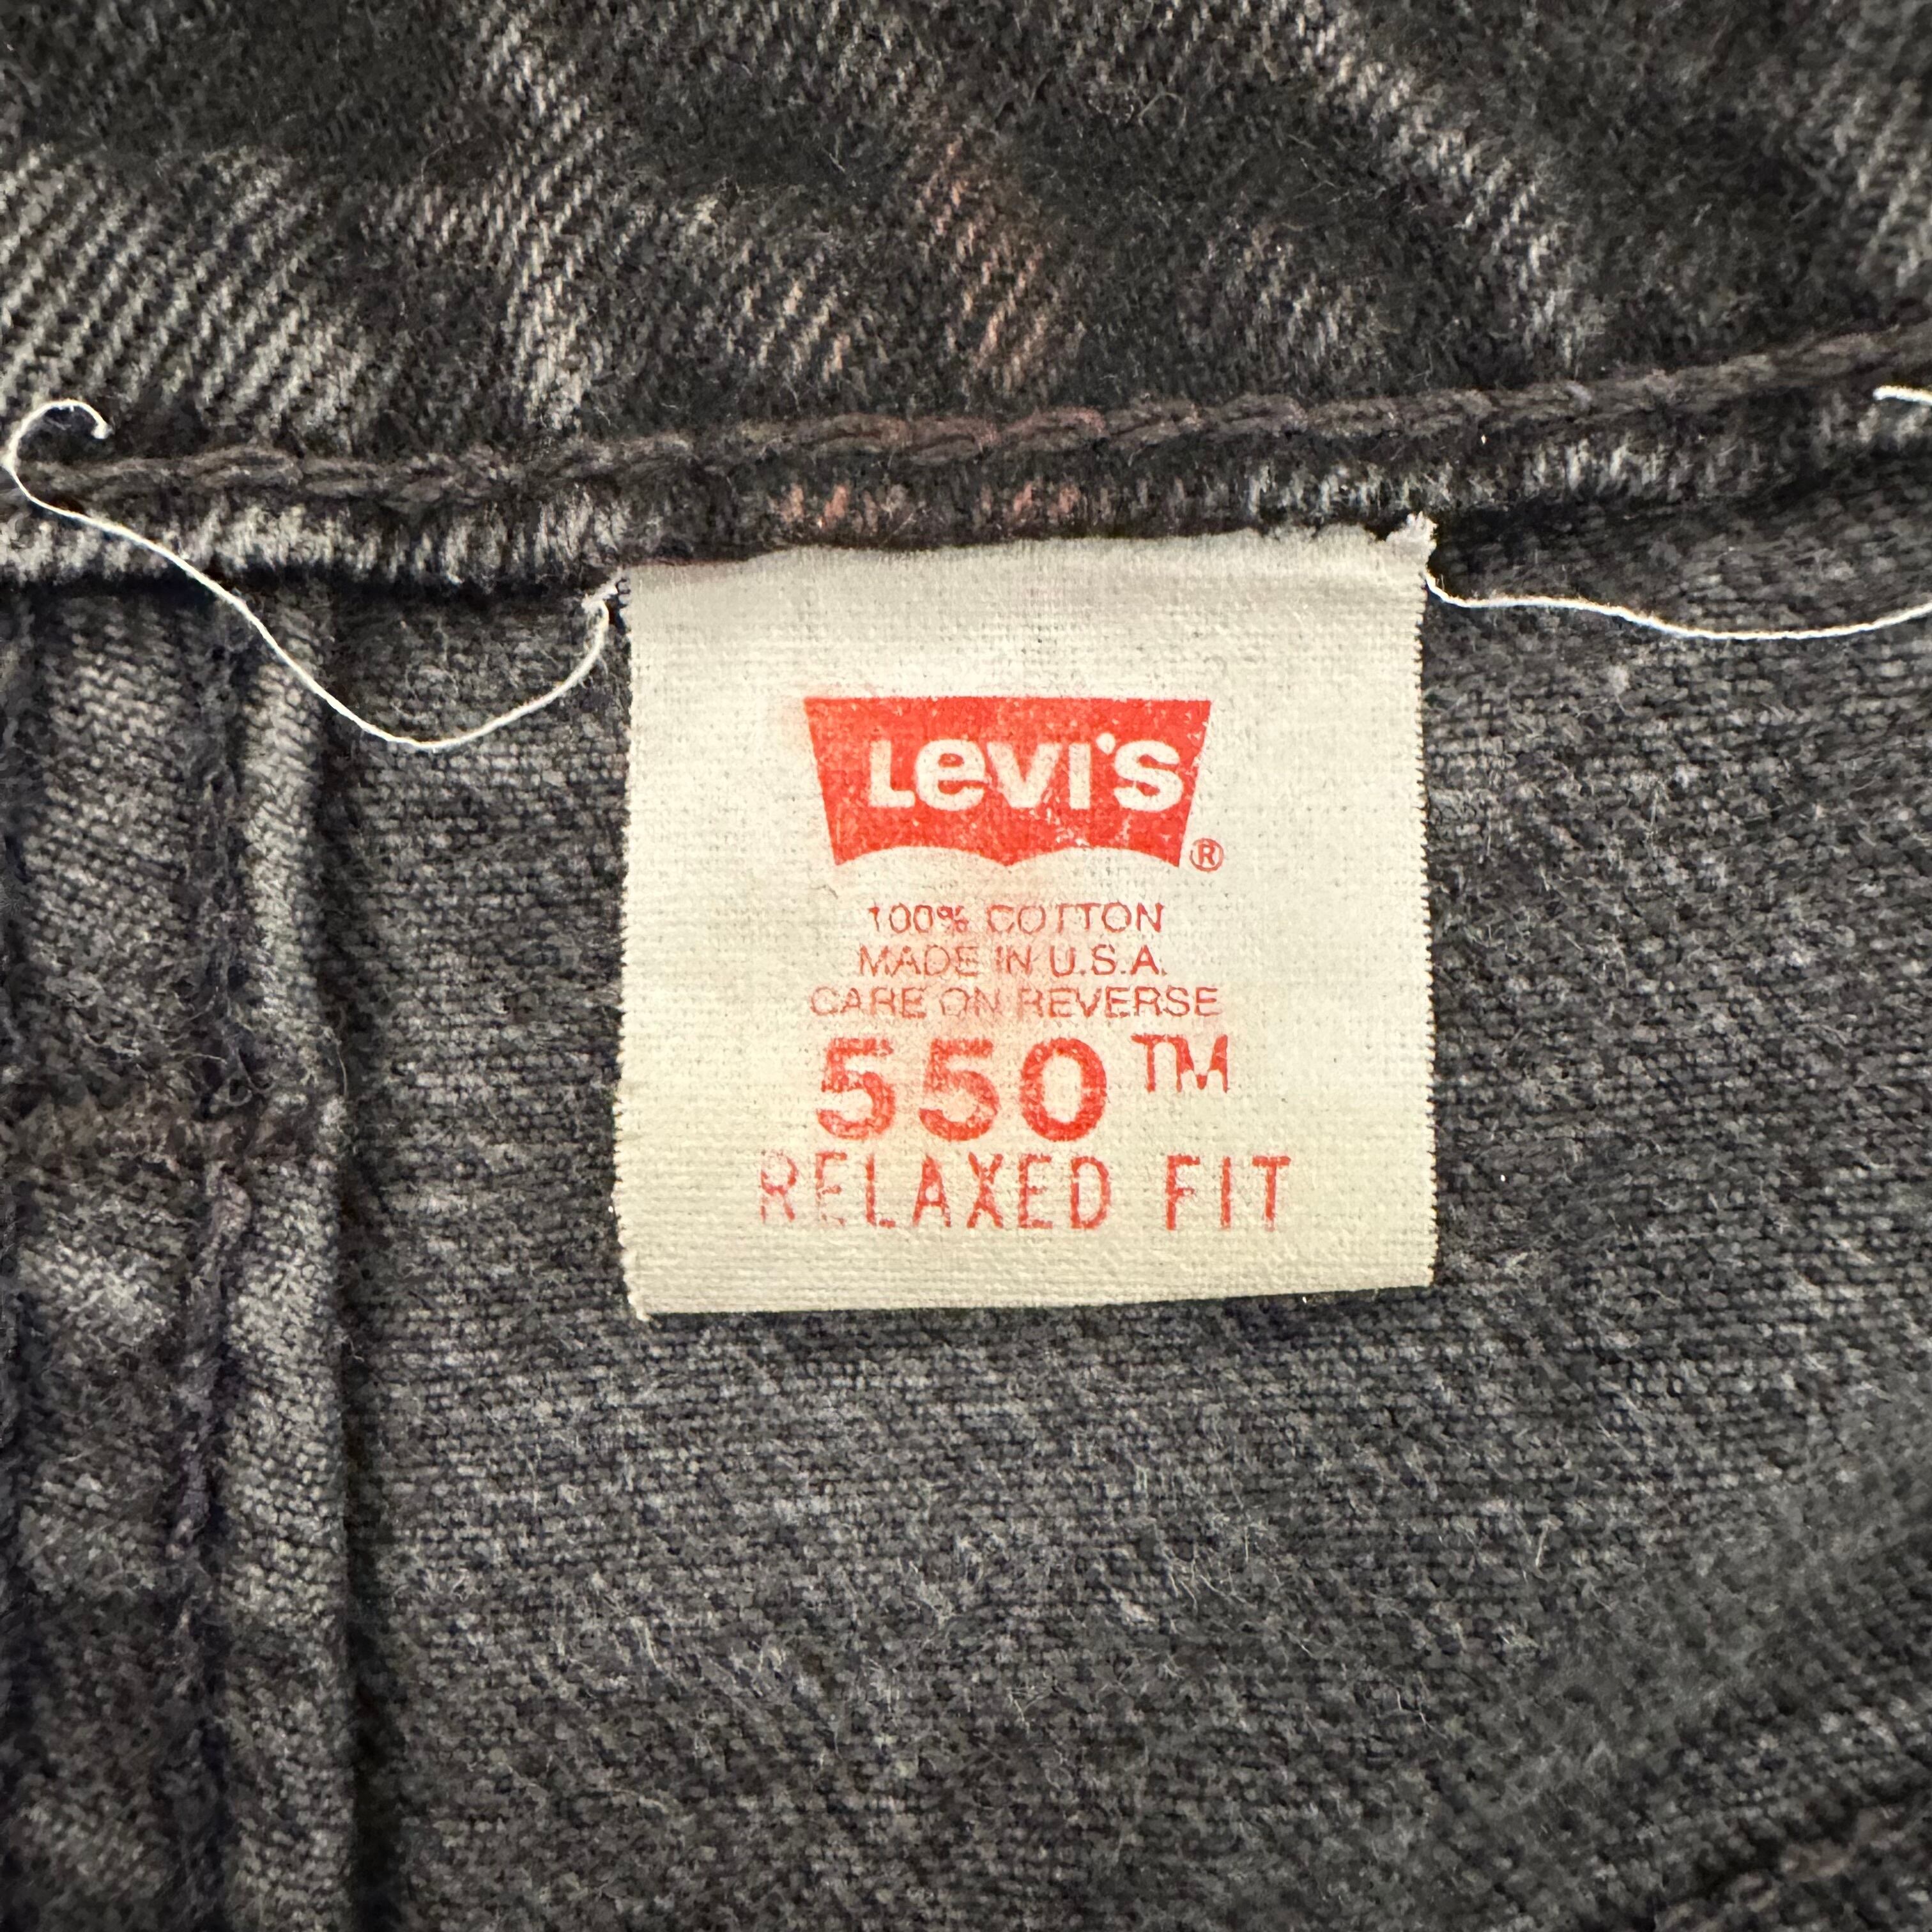 Levi's ®
100% COTTON
MADE IN U.S.A.
CARE ON REVERSE
550™
RELAXED FIT